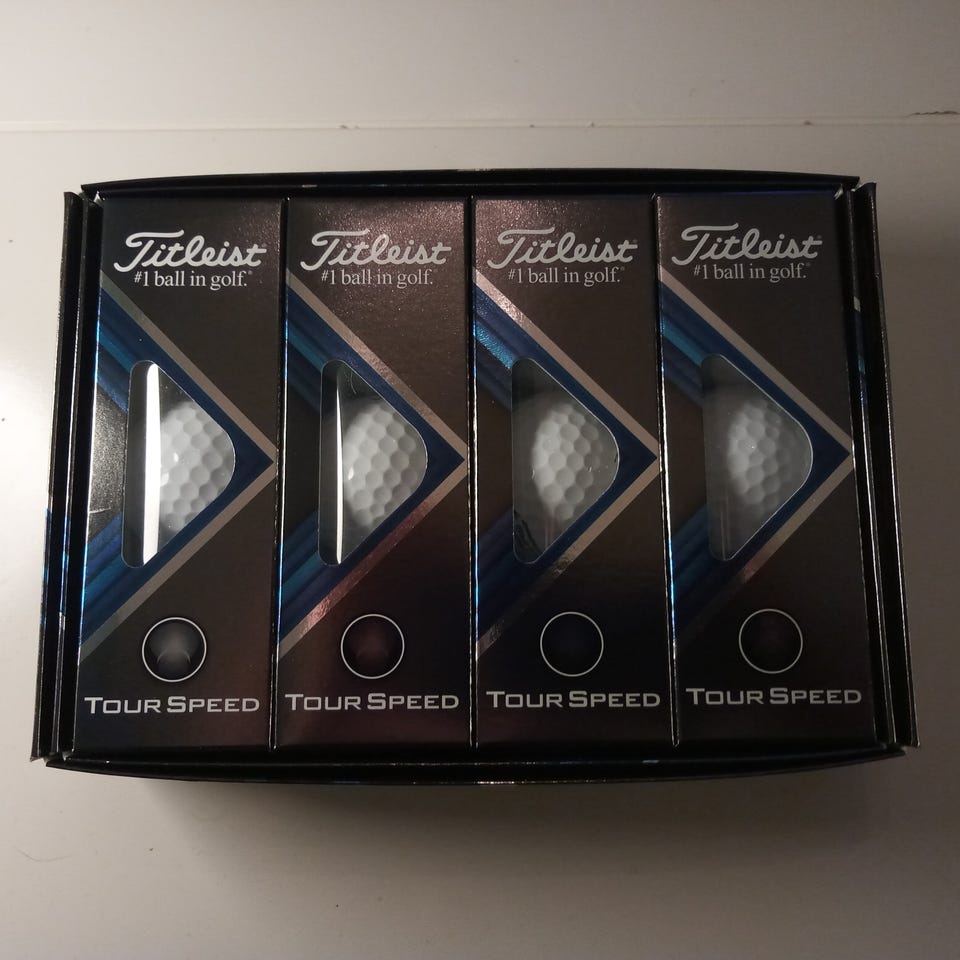 Titleist
#1 ball in golf.®
TOUR SPEED
Titleist
#1 ball in golf.®
TOUR SPEED
Titleist
#1 ball in golf.®
TOUR SPEED
Titleist®
#1 ball in golf.®
TOUR SPEED